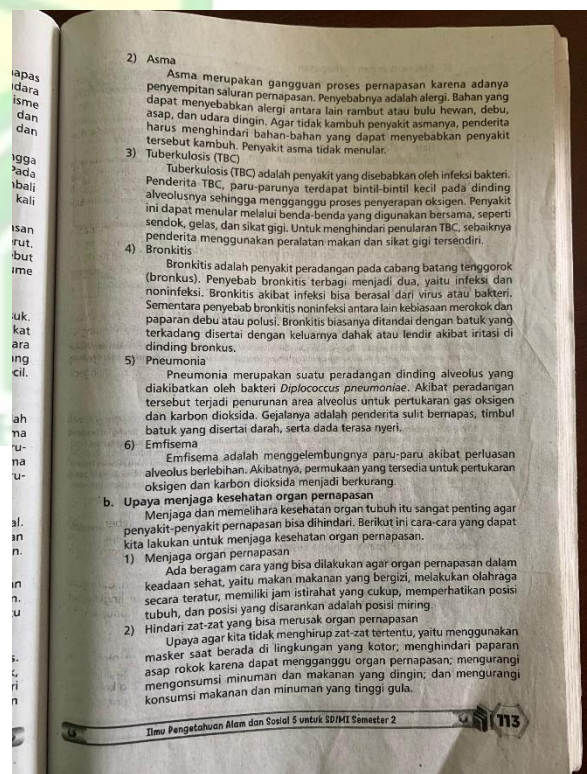 2) Asma
Asma merupakan gangguan proses pernapasan karena adanya
penyempitan saluran pernapasan. Penyebabnya adalah alergi. Bahan yang
dapat menyebabkan alergi antara lain rambut atau bulu hewan, debu,
asap, dan udara dingin. Agar tidak kambuh penyakit asmanya, penderita
harus menghindari bahan-bahan yang dapat menyebabkan penyakit
tersebut kambuh. Penyakit asma tidak menular.
3) Tuberkulosis (TBC)
Tuberkulosis (TBC) adalah penyakit yang disebabkan oleh infeksi bakteri.
Penderita TBC, paru-parunya terdapat bintil-bintil kecil pada dinding
alveolusnya sehingga mengganggu proses penyerapan oksigen. Penyakit
ini dapat menular melalui benda-benda yang digunakan bersama, seperti
sendok, gelas, dan sikat gigi. Untuk menghindari penularan TBC, sebaiknya
penderita menggunakan peralatan makan dan sikat gigi tersendiri.
4) Bronkitis
Bronkitis adalah penyakit peradangan pada cabang batang tenggorok
(bronkus). Penyebab bronkitis terbagi menjadi dua, yaitu infeksi dan
noninfeksi. Bronkitis akibat infeksi bisa berasal dari virus atau bakteri.
Sementara penyebab bronkitis noninfeksi antara lain kebiasaan merokok dan
paparan debu atau polusi. Bronkitis biasanya ditandai dengan batuk yang
terkadang disertai dengan keluarnya dahak atau lendir akibat iritasi di
dinding bronkus.
5) Pneumonia
Pneumonia merupakan suatu peradangan dinding alveolus yang
diakibatkan oleh bakteri Diplococcus pneumoniae. Akibat peradangan
tersebut terjadi penurunan area alveolus untuk pertukaran gas oksigen
dan karbon dioksida. Gejalanya adalah penderita sulit bernapas, timbul
batuk yang disertai darah, serta dada terasa nyeri.
6) Emfisema
Emfisema adalah menggelembungnya paru-paru akibat perluasan
alveolus berlebihan. Akibatnya, permukaan yang tersedia untuk pertukaran
oksigen dan karbon dioksida menjadi berkurang.
b. Upaya menjaga kesehatan organ pernapasan
Menjaga dan memelihara kesehatan organ tubuh itu sangat penting agar
penyakit-penyakit pernapasan bisa dihindari. Berikut ini cara-cara yang dapat
kita lakukan untuk menjaga kesehatan organ pernapasan.
1) Menjaga organ pernapasan
Ada beragam cara yang bisa dilakukan agar organ pernapasan dalam
keadaan sehat, yaitu makan makanan yang bergizi, melakukan olahraga
secara teratur, memiliki jam istirahat yang cukup, memperhatikan posisi
tubuh, dan posisi yang disarankan adalah posisi miring.
2) Hindari zat-zat yang bisa merusak organ pernapasan
Upaya agar kita tidak menghirup zat-zat tertentu, yaitu menggunakan
masker saat berada di lingkungan yang kotor; menghindari paparan
asap rokok karena dapat mengganggu organ pernapasan; mengurangi
mengonsumsi minuman dan makanan yang dingin; dan mengurangi
konsumsi makanan dan minuman yang tinggi gula.
Ilmu Pengetahuan Alam dan Sosial 5 untuk SD/MI Semester 2
113